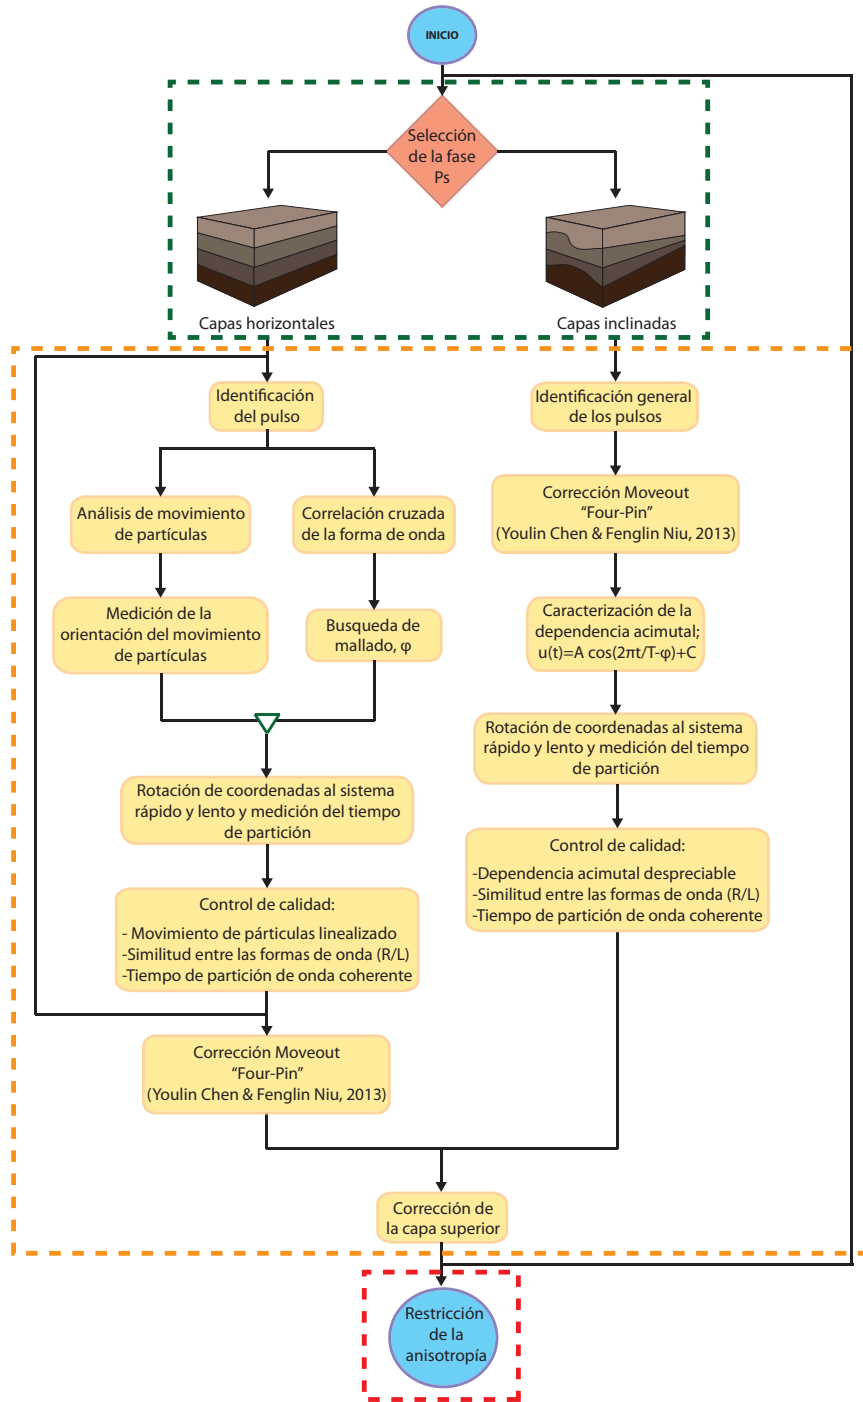 INICIO
Selección
de la fase
Ps
Capas horizontales
Capas inclinadas
Identificación
del pulso
Identificación general
de los pulsos
Análisis de movimiento
de partículas
Correlación cruzada
de la forma de onda
Corrección Moveout
“Four-Pin”
(Youlin Chen & Fenglin Niu, 2013)
Medición de la
orientación del movimiento
de partículas
Busqueda de
mallado, φ
Caracterización de la
dependencia acimutal;
u(t)=A cos(2πt/T-φ)+C
Rotación de coordenadas al sistema
rápido y lento y medición del tiempo
de partición
Rotación de coordenadas al sistema
rápido y lento y medición del tiempo
de partición
Control de calidad:
-Dependencia acimutal despreciable
-Similitud entre las formas de onda (R/L)
-Tiempo de partición de onda coherente
Control de calidad:
- Movimiento de párticulas linealizado
-Similitud entre las formas de onda (R/L)
-Tiempo de partición de onda coherente
Corrección Moveout
“Four-Pin”
(Youlin Chen & Fenglin Niu, 2013)
Corrección de
la capa superior
Restricción
de la
anisotropía